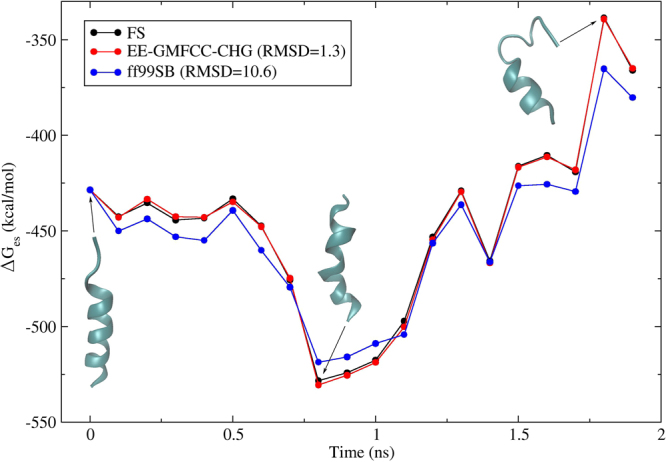 FS
EE-GMFCC-CHG (RMSD=1.3)
ff99SB (RMSD=10.6)
-350
-400
-450
-500
-550
ΔG_es (kcal/mol)
0
0.5
1
1.5
2
Time (ns)